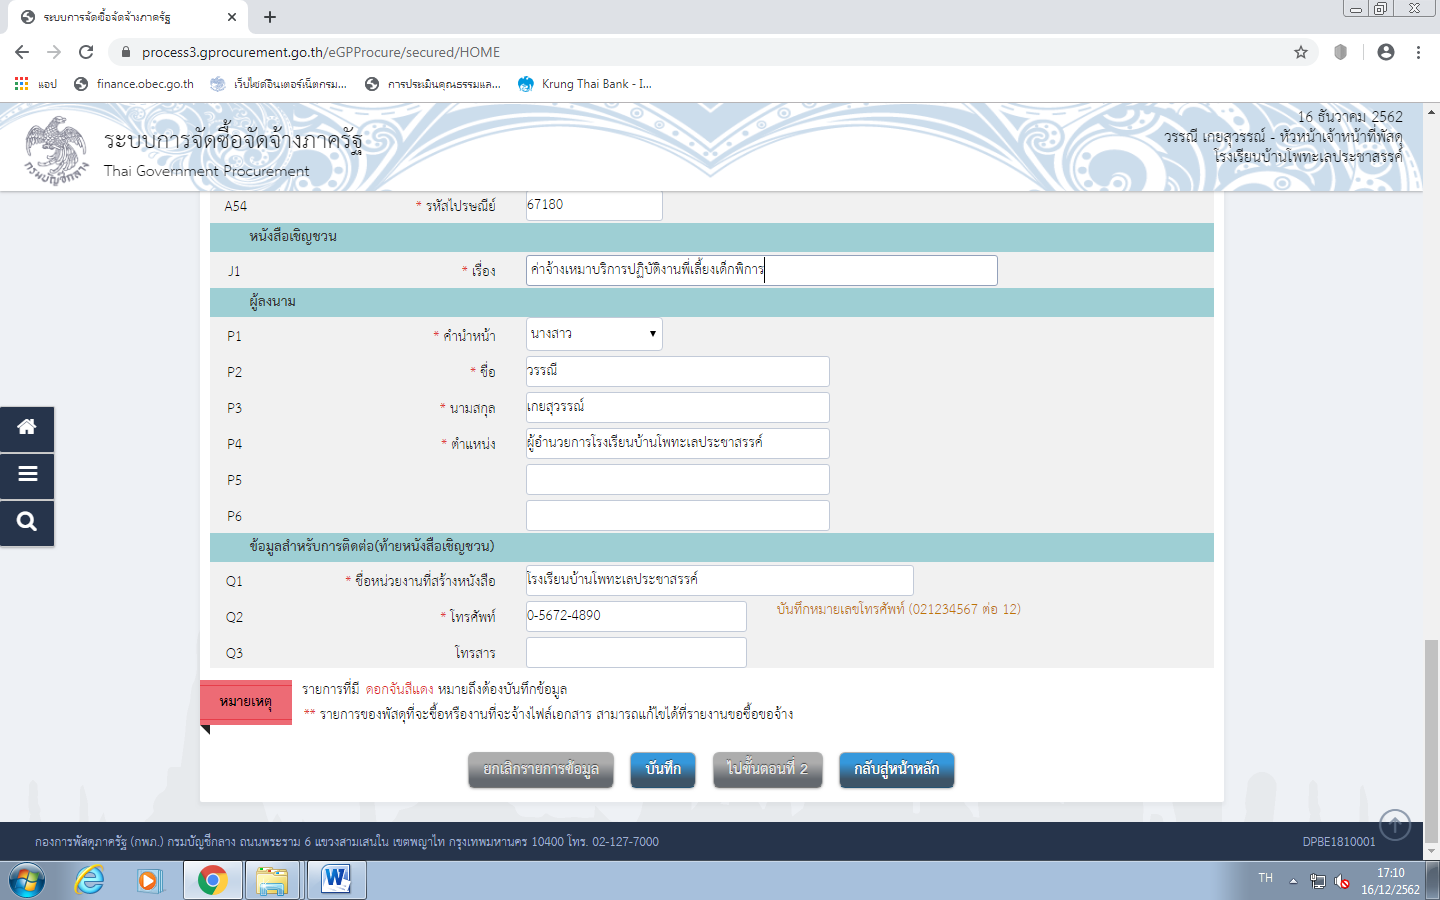 ระบบการจัดซื้อจัดจ้างภาครัฐ
process3.gprocurement.go.th/eGPProcure/secured/HOME
แอป finance.obec.go.th เว็บไซต์อินเตอร์เน็ตกรม... การประเมินคุณธรรมแล... Krung Thai Bank - I...
ระบบการจัดซื้อจัดจ้างภาครัฐ
Thai Government Procurement
กรมบัญชีกลาง
16 ธันวาคม 2562
วรรณี เกยสุวรรณ์ - หัวหน้าเจ้าหน้าที่พัสดุ
โรงเรียนบ้านโพทะเลประชาสรรค์
A54 * รหัสไปรษณีย์ 67180
หนังสือเชิญชวน
J1 * เรื่อง ค่าจ้างเหมาบริการปฏิบัติงานพี่เลี้ยงเด็กพิการ
ผู้ลงนาม
P1 * คำนำหน้า นางสาว
P2 * ชื่อ วรรณี
P3 * นามสกุล เกยสุวรรณ์
P4 * ตำแหน่ง ผู้อำนวยการโรงเรียนบ้านโพทะเลประชาสรรค์
P5
P6
ข้อมูลสำหรับการติดต่อ(ท้ายหนังสือเชิญชวน)
Q1 * ชื่อหน่วยงานที่สร้างหนังสือ โรงเรียนบ้านโพทะเลประชาสรรค์
Q2 * โทรศัพท์ 0-5672-4890 บันทึกหมายเลขโทรศัพท์ (021234567 ต่อ 12)
Q3 โทรสาร
หมายเหตุ
รายการที่มี ดอกจันสีแดง หมายถึงต้องบันทึกข้อมูล
** รายการของพัสดุที่จะซื้อหรืองานที่จะจ้างไฟล์เอกสาร สามารถแก้ไขได้ที่รายงานขอซื้อขอจ้าง
ยกเลิกรายการข้อมูล บันทึก ไปขั้นตอนที่ 2 กลับสู่หน้าหลัก
กองการพัสดุภาครัฐ (กพภ.) กรมบัญชีกลาง ถนนพระราม 6 แขวงสามเสนใน เขตพญาไท กรุงเทพมหานคร 10400 โทร. 02-127-7000 DPBE1810001
TH 17:10
16/12/2562